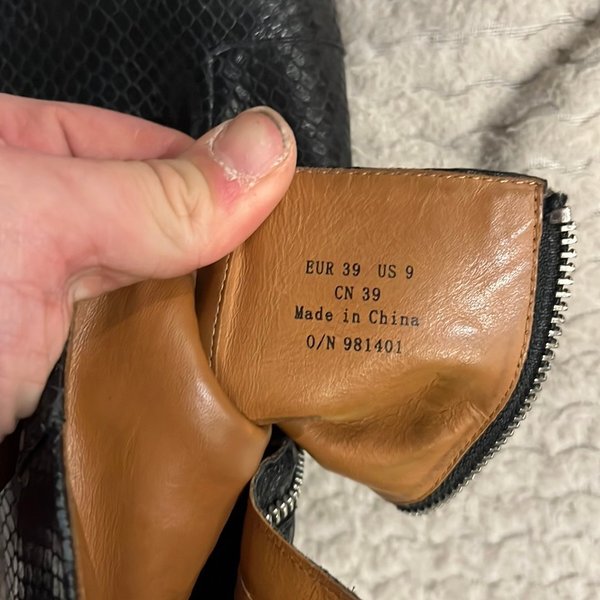 EUR 39 US 9
CN 39
Made in China
O/N 981401